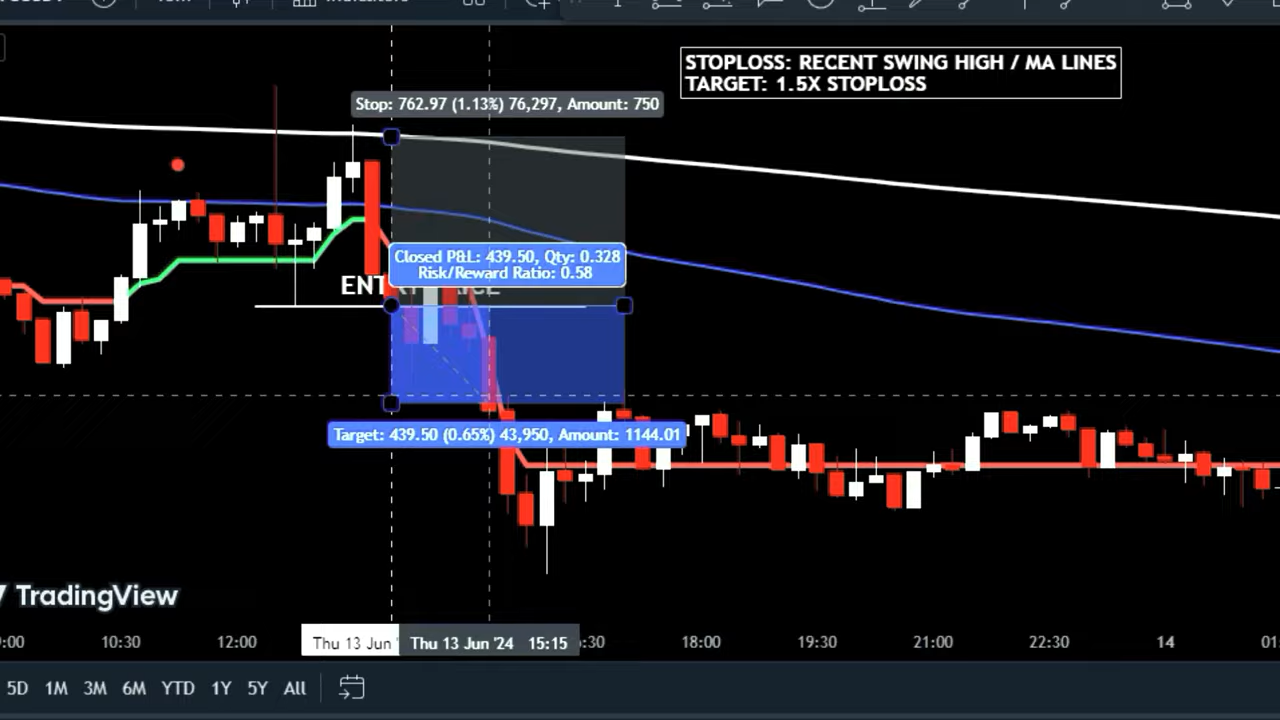 STOPLOSS: RECENT SWING HIGH / MA LINES
TARGET: 1.5X STOPLOSS
Stop: 762.97 (1.13%) 76,297, Amount: 750
Closed P&L: 439.50, Qty: 0.328
Risk/Reward Ratio: 0.58
Target: 439.50 (0.65%) 43,950, Amount: 1144.01
TradingView
10:30 12:00 Thu 13 Jun Thu 13 Jun '24 15:15 :30 18:00 19:30 21:00 22:30 14
5D 1M 3M 6M YTD 1Y 5Y All